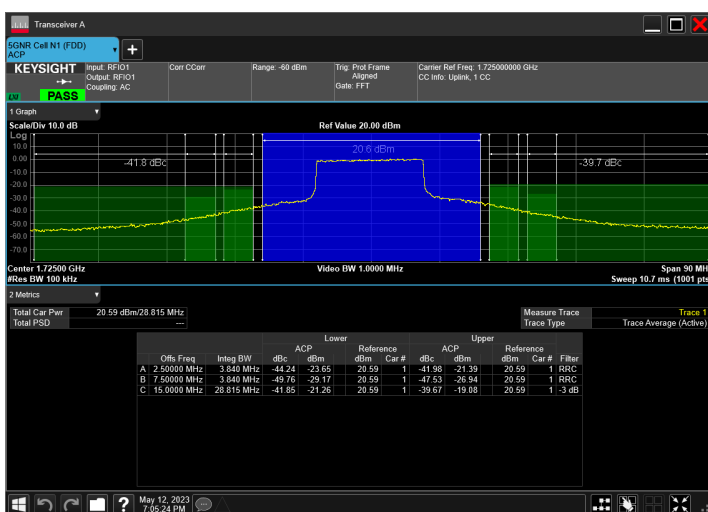 Transceiver A
5GNR Cell N1 (FDD)
ACP
KEYSIGHT
Input: RFIO1
Output: RFIO1
Coupling: AC
Corr CCorr
Range: -60 dBm
Trig: Prot Frame
Aligned
Gate: FFT
Carrier Ref Freq: 1.725000000 GHz
CC Info: Uplink, 1 CC
LNI PASS
1 Graph
Scale/Div 10.0 dB
Ref Value 20.00 dBm
Log
10.0
0.00
-10.0
-20.0
-30.0
-40.0
-50.0
-60.0
-70.0
-41.8 dBc
20.6 dBm
-39.7 dBc
Center 1.72500 GHz
Video BW 1.0000 MHz
Span 90 MH
#Res BW 100 kHz
Sweep 10.7 ms (1001 pts
2 Metrics
Total Car Pwr 20.59 dBm/28.815 MHz
Total PSD ---
Measure Trace Trace 1
Trace Type Trace Average (Active)
Lower Upper
ACP Reference ACP Reference
Offs Freq Integ BW dBc dBm dBm Car # dBc dBm dBm Car # Filter
A 2.50000 MHz 3.840 MHz -44.24 -23.65 20.59 1 -41.98 -21.39 20.59 1 RRC
B 7.50000 MHz 3.840 MHz -49.76 -29.17 20.59 1 -47.53 -26.94 20.59 1 RRC
C 15.0000 MHz 28.815 MHz -41.85 -21.26 20.59 1 -39.67 -19.08 20.59 1 -3 dB
May 12, 2023
7:05:24 PM